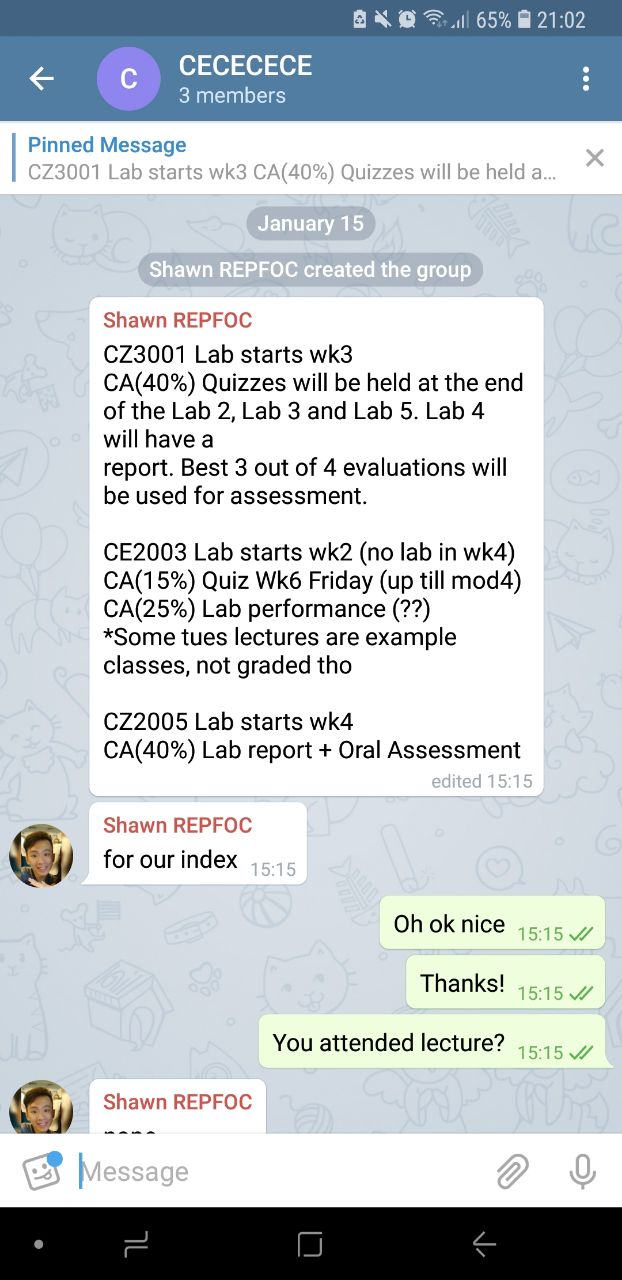 65% 21:02
C
CECECECE
3 members
Pinned Message
CZ3001 Lab starts wk3 CA(40%) Quizzes will be held a...
January 15
Shawn REPFOC created the group
Shawn REPFOC
CZ3001 Lab starts wk3
CA(40%) Quizzes will be held at the end
of the Lab 2, Lab 3 and Lab 5. Lab 4
will have a
report. Best 3 out of 4 evaluations will
be used for assessment.
CE2003 Lab starts wk2 (no lab in wk4)
CA(15%) Quiz Wk6 Friday (up till mod4)
CA(25%) Lab performance (??)
*Some tues lectures are example
classes, not graded tho
CZ2005 Lab starts wk4
CA(40%) Lab report + Oral Assessment
edited 15:15
Shawn REPFOC
for our index 15:15
Oh ok nice 15:15
Thanks! 15:15
You attended lecture? 15:15
Shawn REPFOC
Message